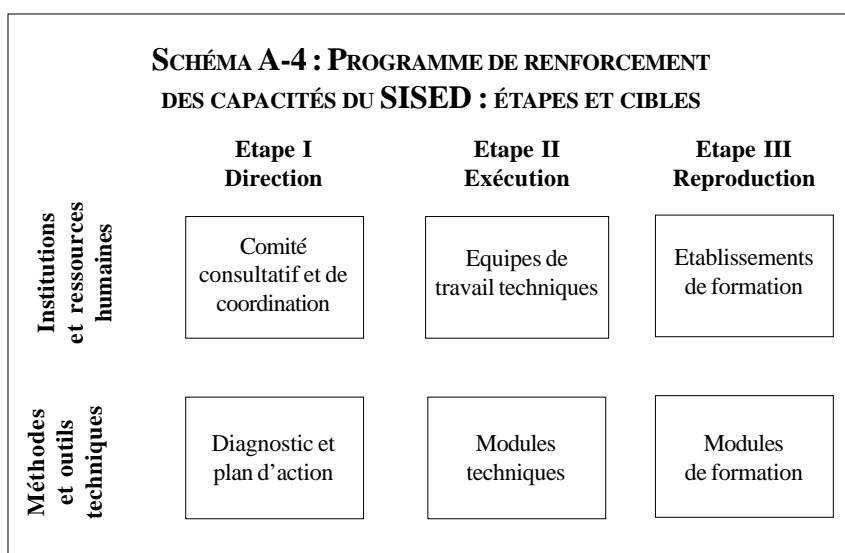 SCHÉMA A-4 : PROGRAMME DE RENFORCEMENT
DES CAPACITÉS DU SISED : ÉTAPES ET CIBLES
Etape I
Direction
Etape II
Exécution
Etape III
Reproduction
Institutions
et ressources
humaines
Comité
consultatif et de
coordination
Equipes de
travail techniques
Etablissements
de formation
Méthodes
et outils
techniques
Diagnostic et
plan d’action
Modules
techniques
Modules
de formation